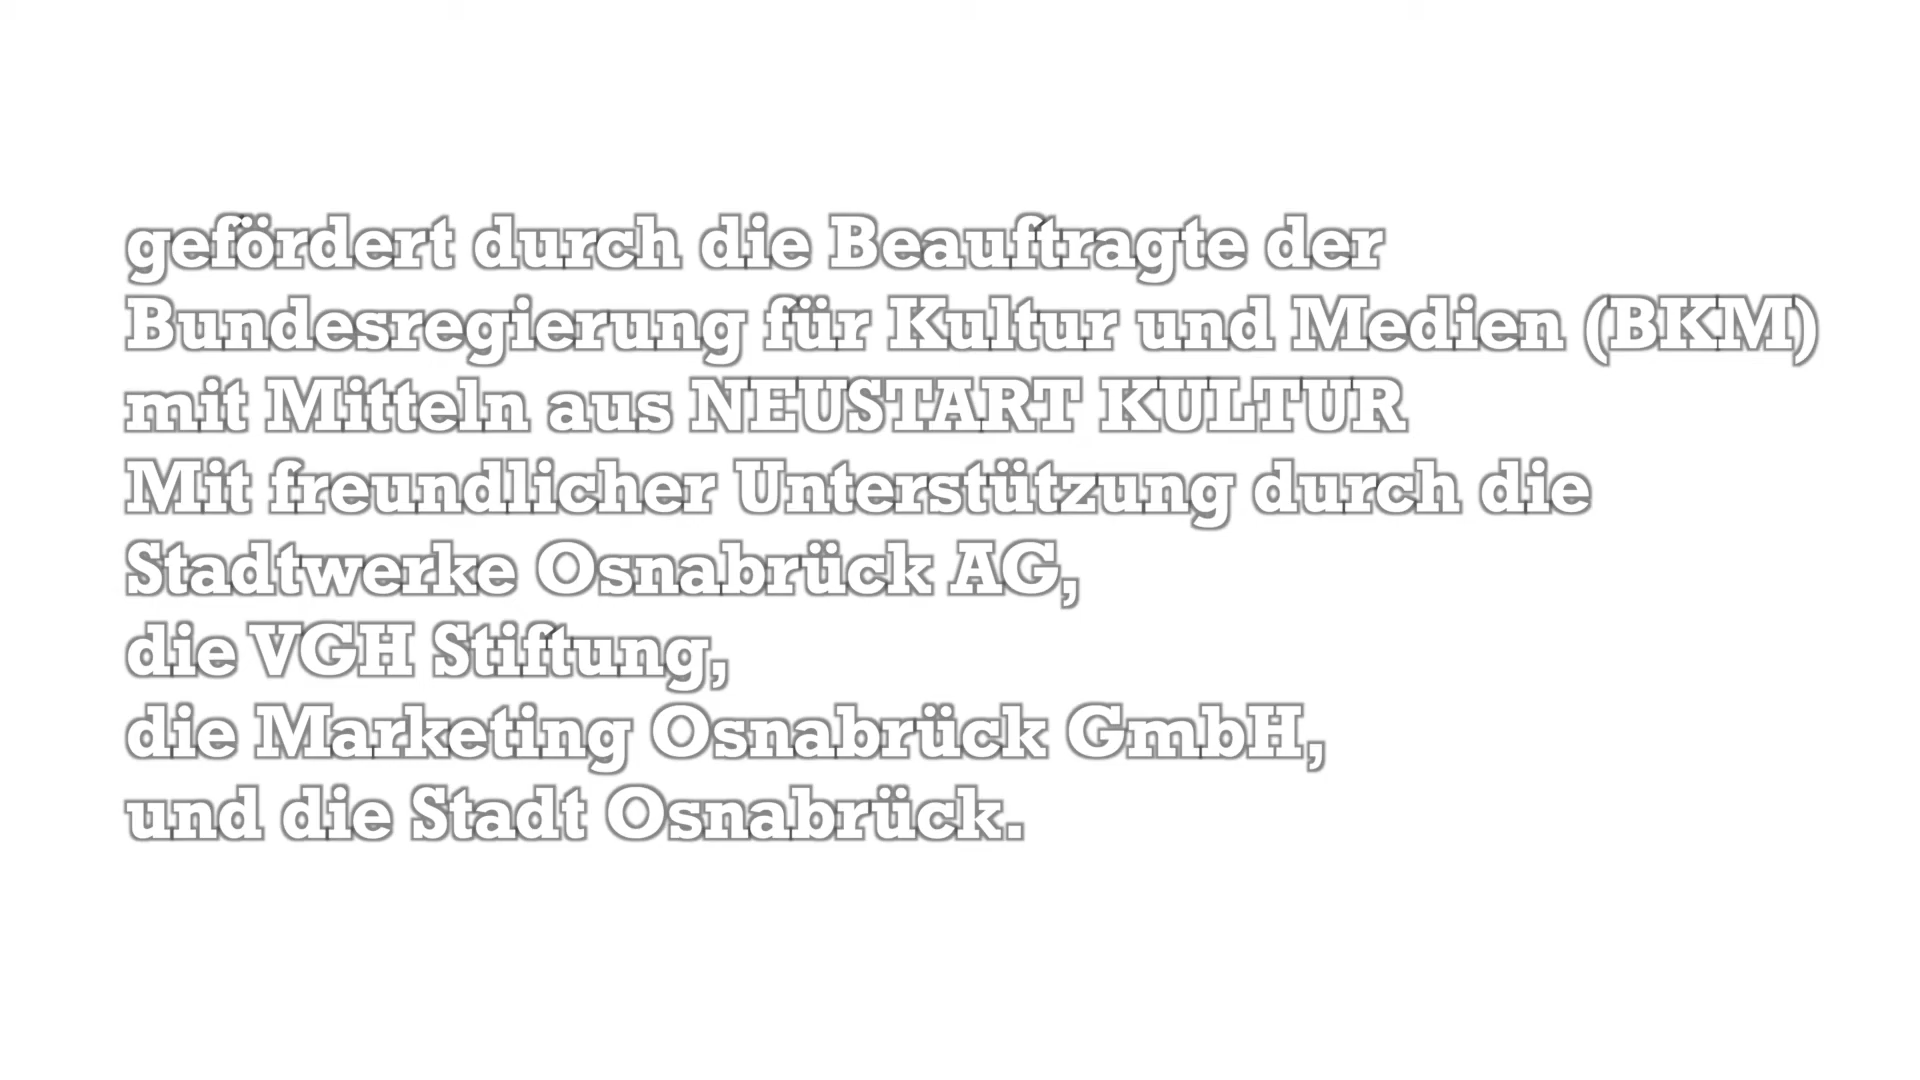 gefördert durch die Beauftragte der
Bundesregierung für Kultur und Medien (BKM)
mit Mitteln aus NEUSTART KULTUR
Mit freundlicher Unterstützung durch die
Stadtwerke Osnabrück AG,
die VGH Stiftung,
die Marketing Osnabrück GmbH,
und die Stadt Osnabrück.